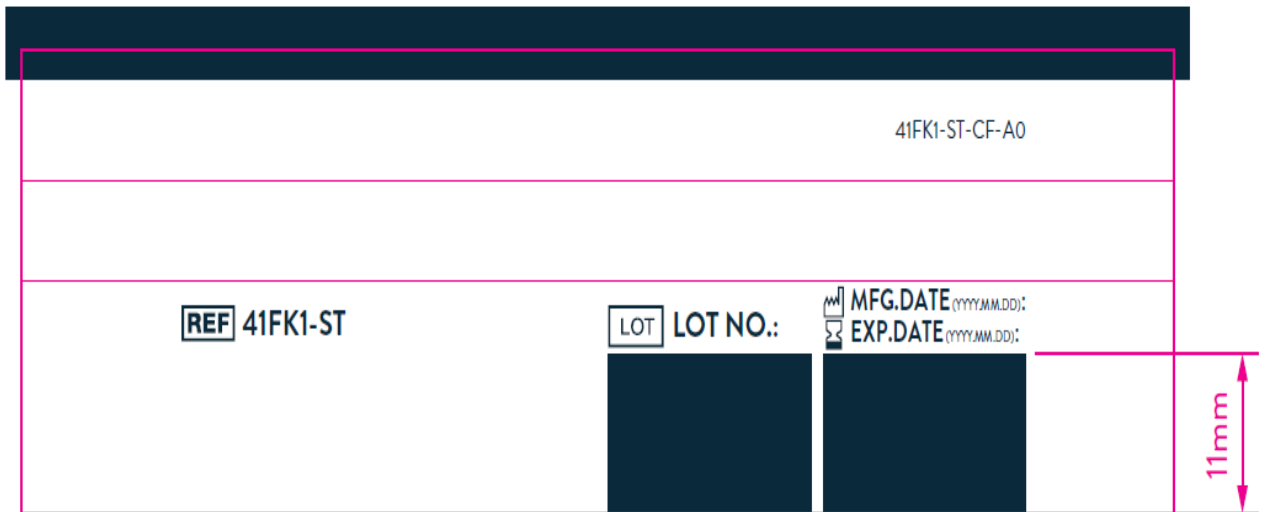 41FK1-ST-CF-A0
REF 41FK1-ST
LOT LOT NO.:
MFG.DATE(YYYY.MM.DD):
EXP.DATE(YYYY.MM.DD):
11mm